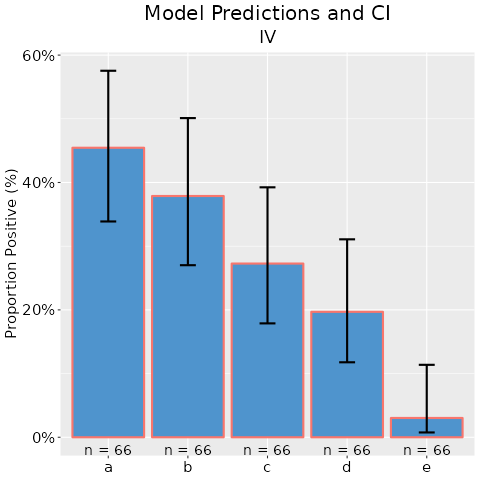 Model Predictions and CI
IV
Proportion Positive (%)
60%
40%
20%
0%
n = 66 n = 66 n = 66 n = 66 n = 66
a b c d e